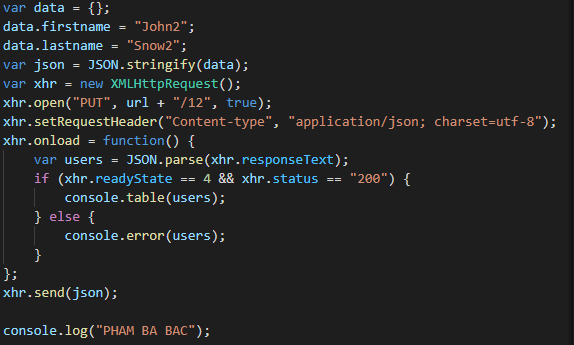 var data = {};
data.firstname = "John2";
data.lastname = "Snow2";
var json = JSON.stringify(data);
var xhr = new XMLHttpRequest();
xhr.open("PUT", url + "/12", true);
xhr.setRequestHeader("Content-type", "application/json; charset=utf-8");
xhr.onload = function() {
    var users = JSON.parse(xhr.responseText);
    if (xhr.readyState == 4 && xhr.status == "200") {
        console.table(users);
    } else {
        console.error(users);
    }
};
xhr.send(json);

console.log("PHAM BA BAC");